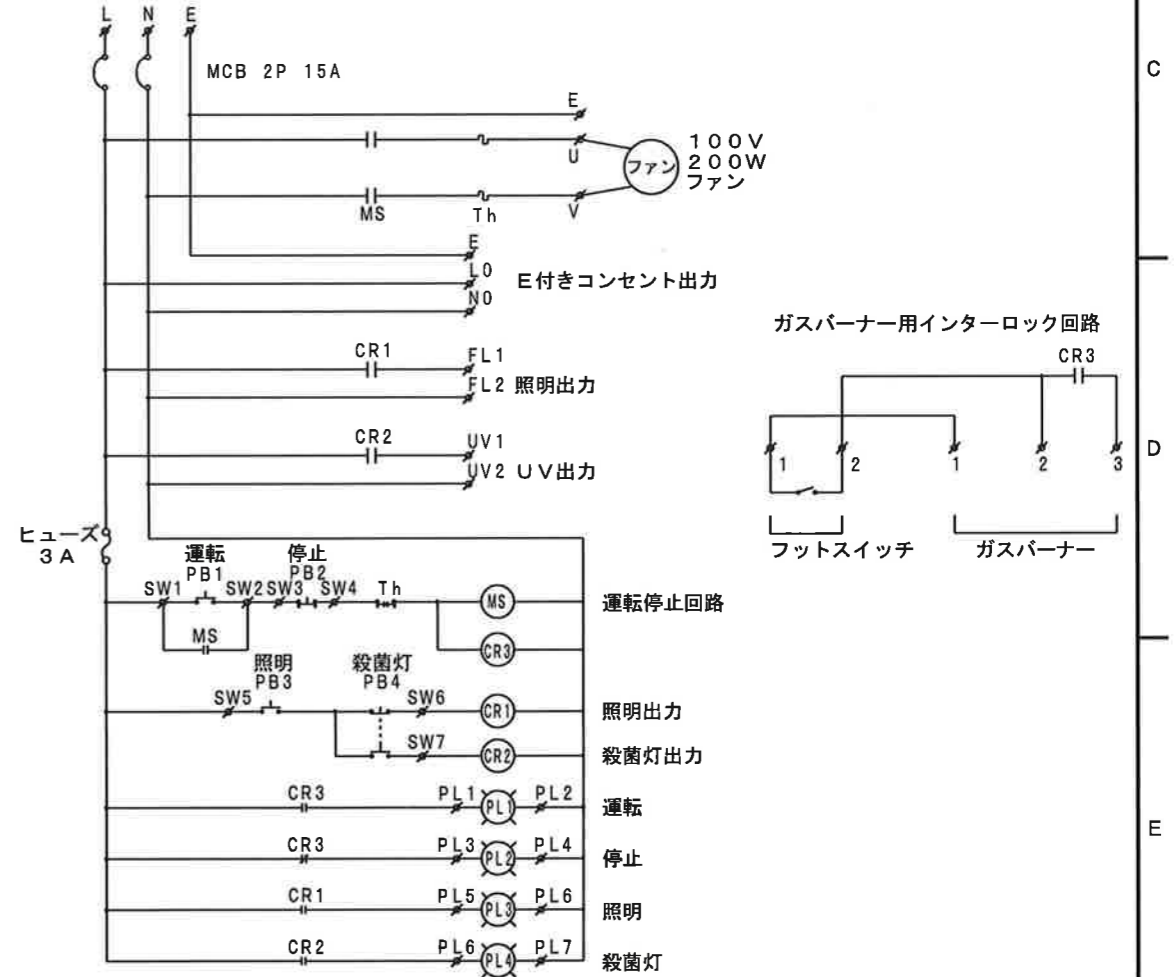 L N E
C
MCB 2P 15A
E
U
ファン
100V
200W
ファン
MS Th V
E
L0
E付きコンセント出力
N0
ガスバーナー用インターロック回路
CR3
CR1 FL1
FL2 照明出力
CR2 UV1
UV2 UV出力
D
1 2 1 2 3
フットスイッチ ガスバーナー
ヒューズ
3A
運転 停止
PB1 PB2
SW1 SW2 SW3 SW4 Th
MS 運転停止回路
MS
CR3
照明 殺菌灯
PB3 PB4
SW5 SW6
CR1 照明出力
SW7
CR2 殺菌灯出力
CR3 PL1 PL1 PL2 運転
E
CR3 PL3 PL2 PL4 停止
CR1 PL5 PL3 PL6 照明
CR2 PL6 PL4 PL7 殺菌灯